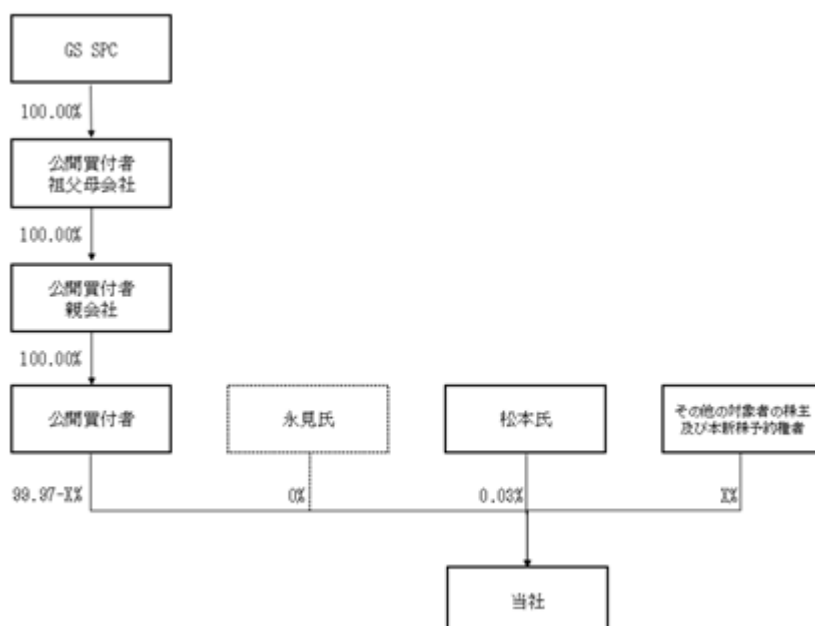 GS SPC
100.00%
公開買付者
祖父母会社
100.00%
公開買付者
親会社
100.00%
公開買付者
永見氏
松本氏
その他の対象者の株主
及び本新株予約権者
99.97-X%
0%
0.03%
X%
当社